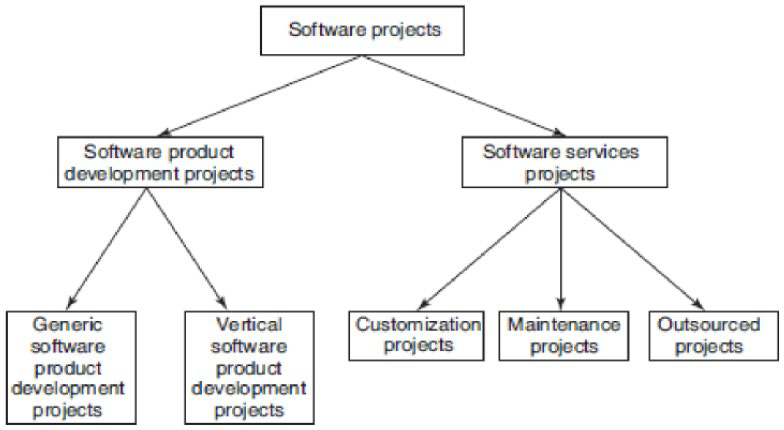 Software projects
Software product
development projects
Software services
projects
Generic
software
product
development
projects
Vertical
software
product
development
projects
Customization
projects
Maintenance
projects
Outsourced
projects